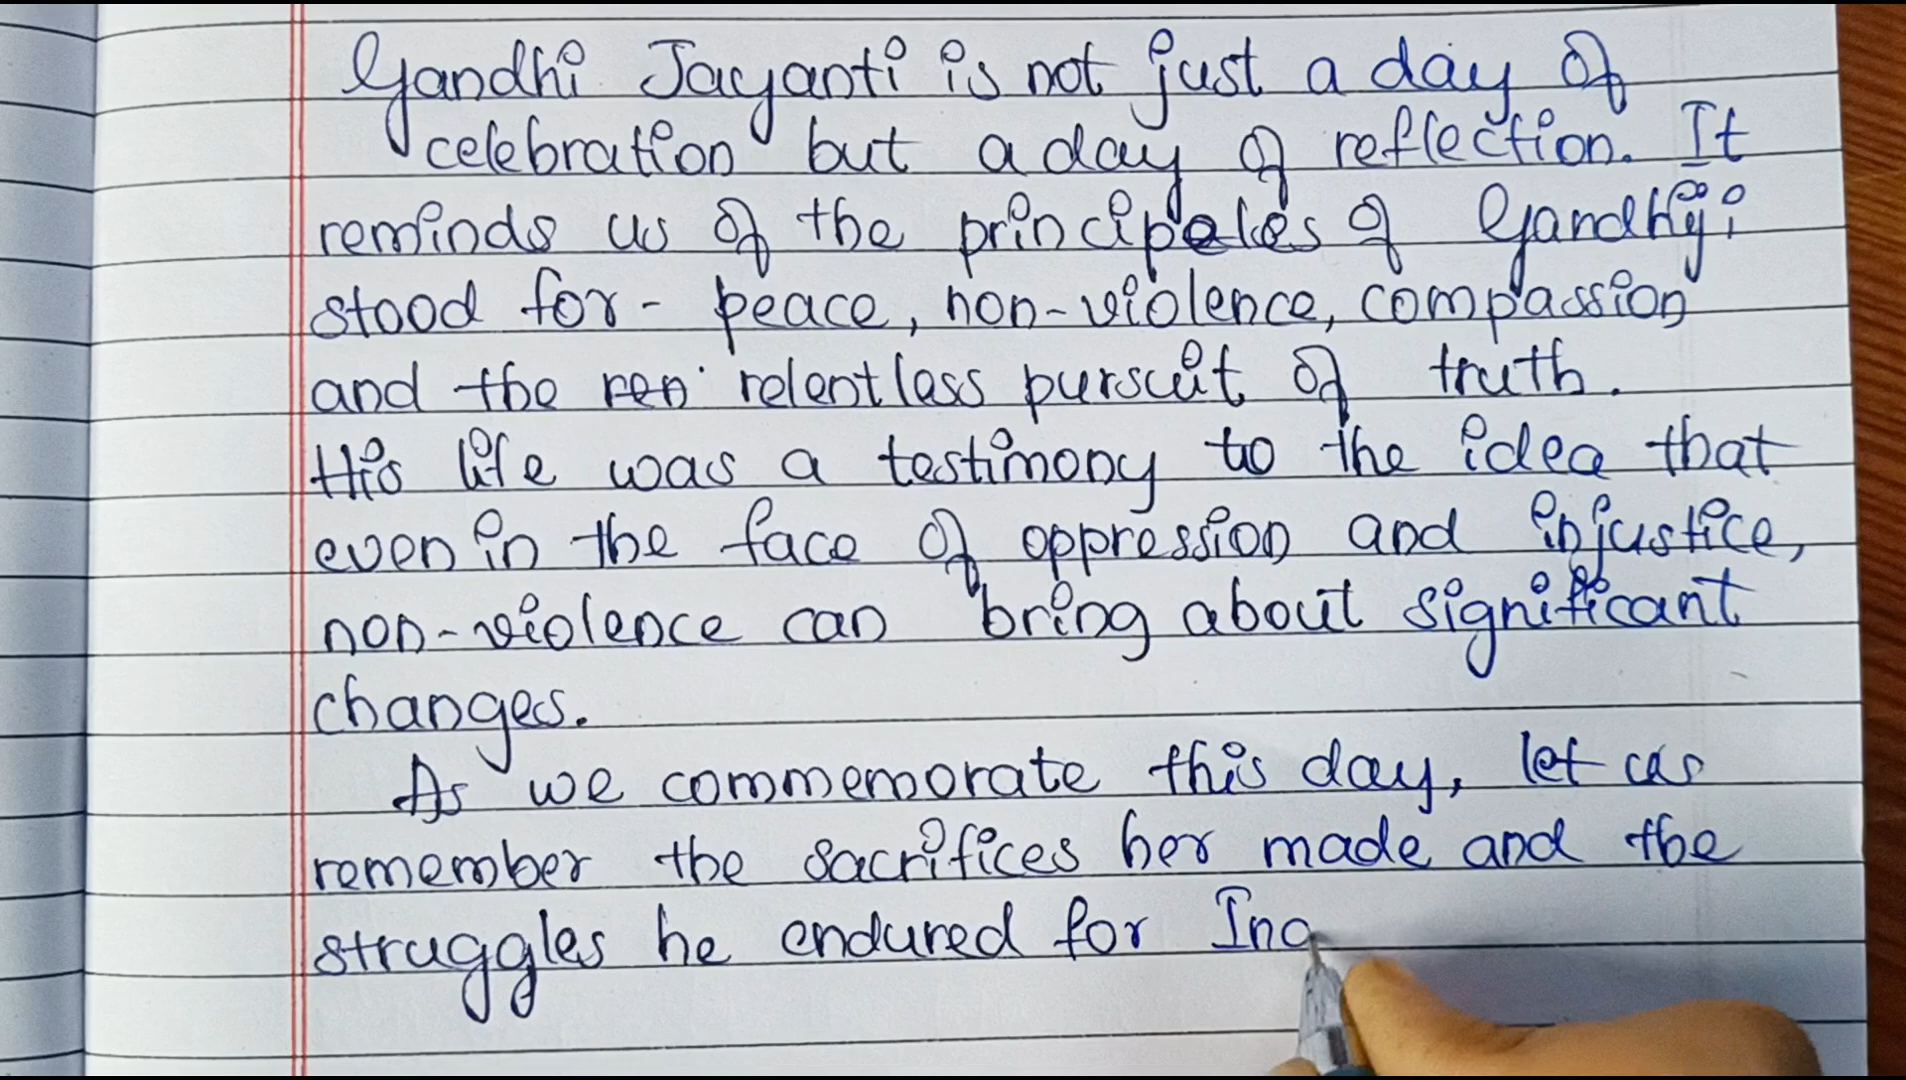 Gandhi Jayanti is not just a day of
celebration but a day of reflection. It
reminds us of the principeles of Gandhiji
stood for - peace, non-violence, compassion
and the ren relentless pursuit of truth.
His life was a testimony to the idea that
even in the face of oppression and injustice,
non-violence can bring about significant
changes.
As we commemorate this day, let us
remember the sacrifices her made and the
struggles he endured for Ind